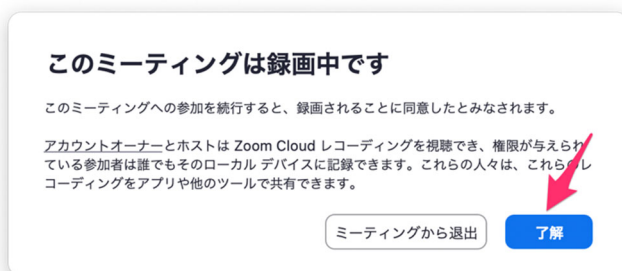 このミーティングは録画中です
このミーティングへの参加を続行すると、録画されることに同意したとみなされます。
アカウントオーナーとホストは Zoom Cloud レコーディングを視聴でき、権限が与えられ
ている参加者は誰でもそのローカル デバイスに記録できます。これらの人々は、これらのレ
コーディングをアプリや他のツールで共有できます。
ミーティングから退出
了解